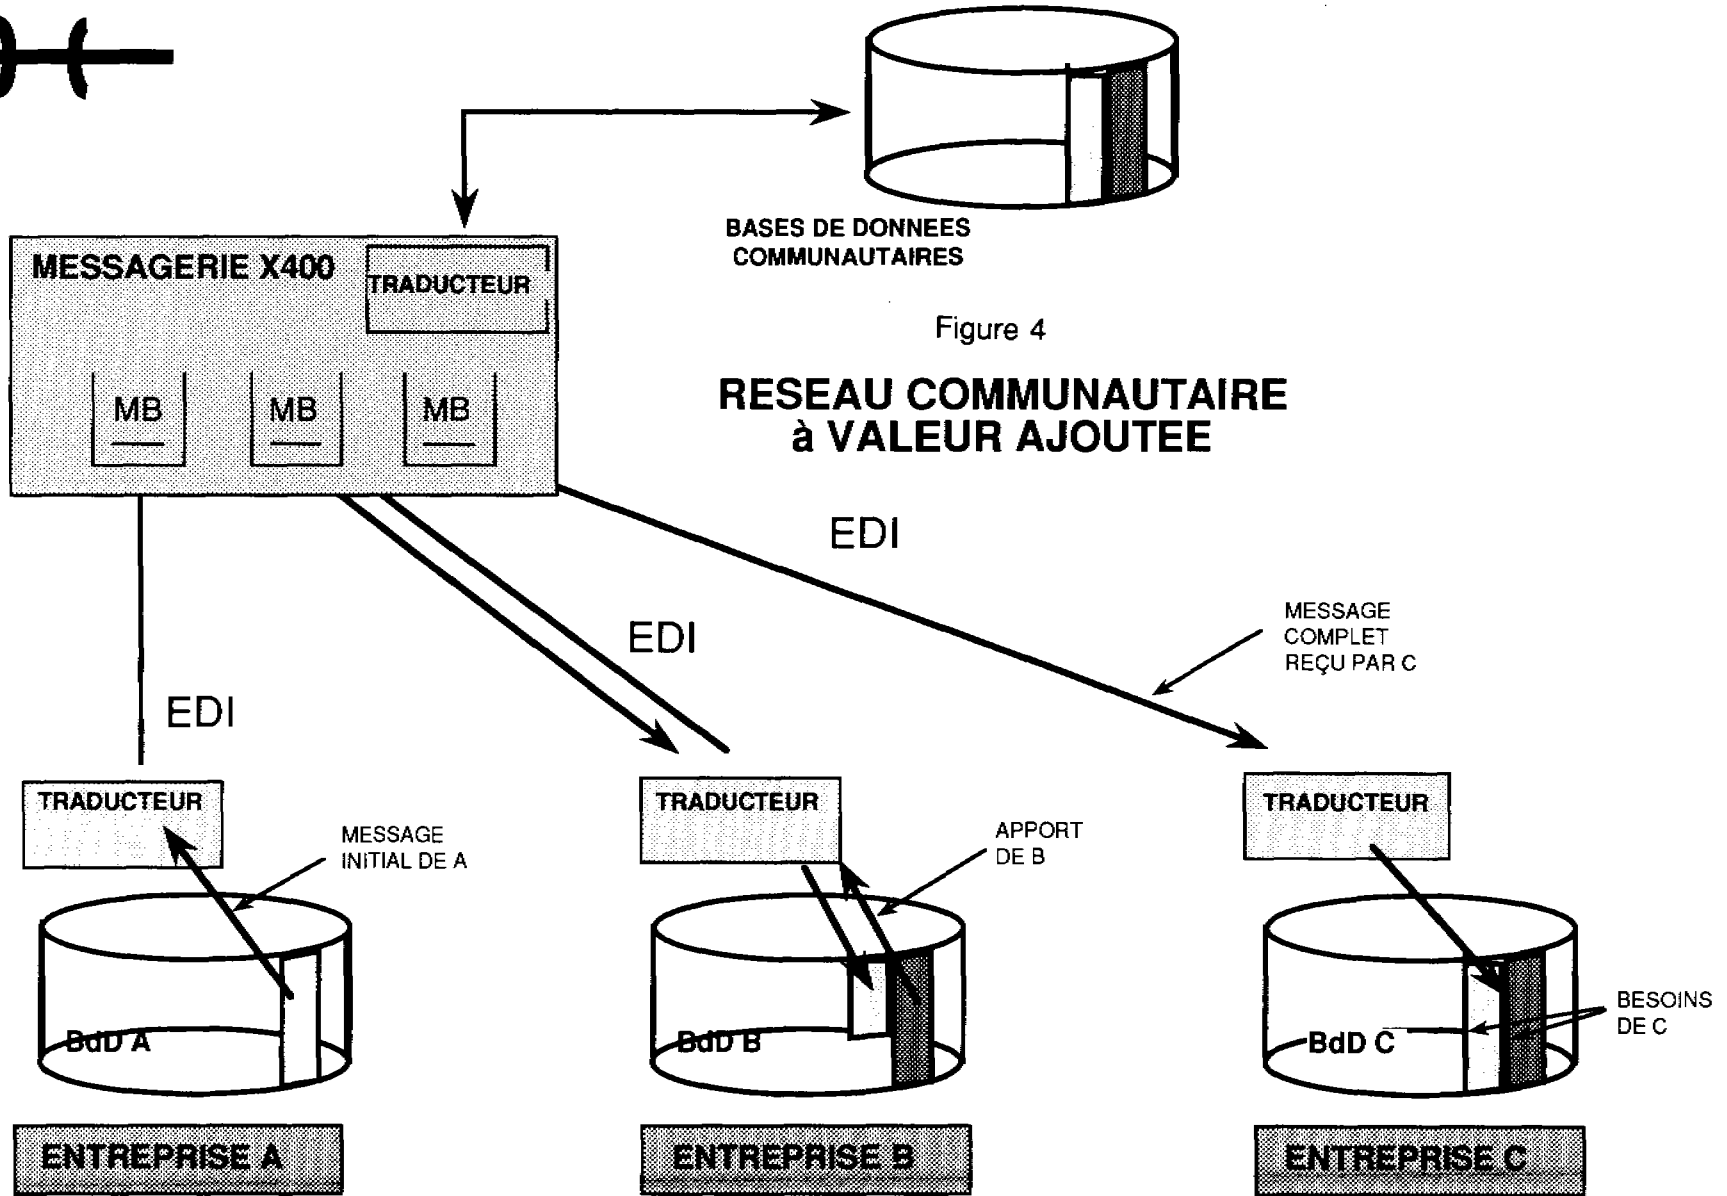 BASES DE DONNEES
COMMUNAUTAIRES
MESSAGERIE X400
TRADUCTEUR
Figure 4
RESEAU COMMUNAUTAIRE
à VALEUR AJOUTEE
MB
MB
MB
EDI
EDI
EDI
MESSAGE
COMPLET
REÇU PAR C
TRADUCTEUR
TRADUCTEUR
TRADUCTEUR
MESSAGE
INITIAL DE A
APPORT
DE B
BESOINS
DE C
BdD A
BdD B
BdD C
ENTREPRISE A
ENTREPRISE B
ENTREPRISE C